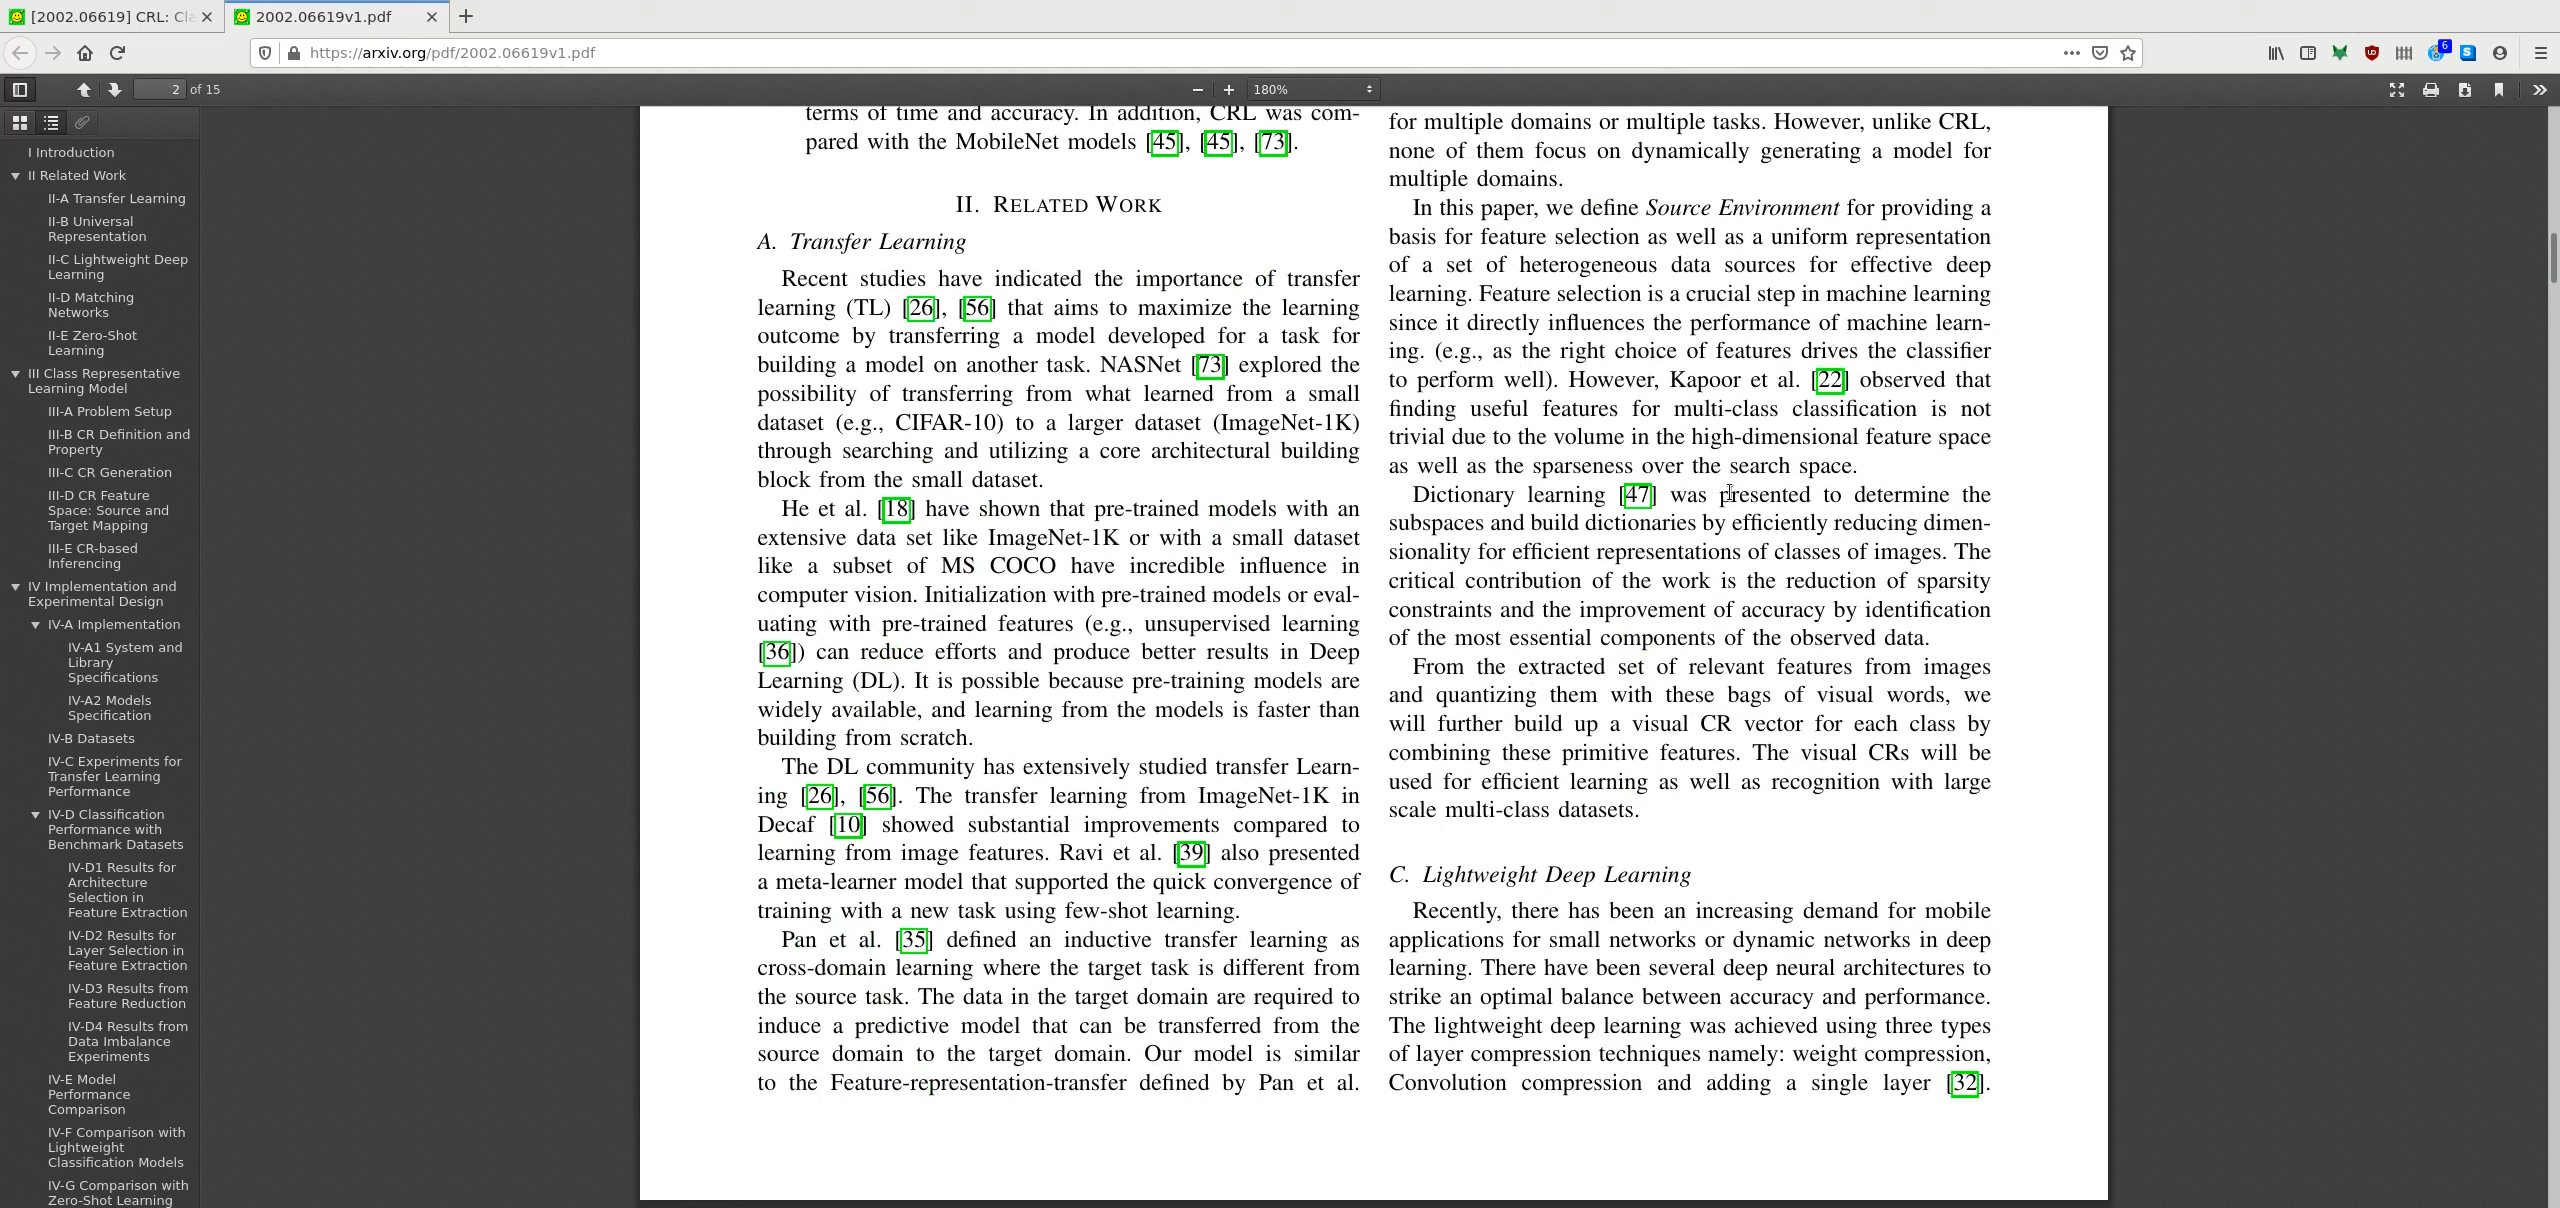 [2002.06619] CRL: Cla
2002.06619v1.pdf
https://arxiv.org/pdf/2002.06619v1.pdf
6
2 of 15
180%
I Introduction
II Related Work
II-A Transfer Learning
II-B Universal
Representation
II-C Lightweight Deep
Learning
II-D Matching
Networks
II-E Zero-Shot
Learning
III Class Representative
Learning Model
III-A Problem Setup
III-B CR Definition and
Property
III-C CR Generation
III-D CR Feature
Space: Source and
Target Mapping
III-E CR-based
Inferencing
IV Implementation and
Experimental Design
IV-A Implementation
IV-A1 System and
Library
Specifications
IV-A2 Models
Specification
IV-B Datasets
IV-C Experiments for
Transfer Learning
Performance
IV-D Classification
Performance with
Benchmark Datasets
IV-D1 Results for
Architecture
Selection in
Feature Extraction
IV-D2 Results for
Layer Selection in
Feature Extraction
IV-D3 Results from
Feature Reduction
IV-D4 Results from
Data Imbalance
Experiments
IV-E Model
Performance
Comparison
IV-F Comparison with
Lightweight
Classification Models
IV-G Comparison with
Zero-Shot Learning
terms of time and accuracy. In addition, CRL was com-
pared with the MobileNet models [45], [45], [73].
II. RELATED WORK
A. Transfer Learning
Recent studies have indicated the importance of transfer
learning (TL) [26], [56] that aims to maximize the learning
outcome by transferring a model developed for a task for
building a model on another task. NASNet [73] explored the
possibility of transferring from what learned from a small
dataset (e.g., CIFAR-10) to a larger dataset (ImageNet-1K)
through searching and utilizing a core architectural building
block from the small dataset.
He et al. [18] have shown that pre-trained models with an
extensive data set like ImageNet-1K or with a small dataset
like a subset of MS COCO have incredible influence in
computer vision. Initialization with pre-trained models or eval-
uating with pre-trained features (e.g., unsupervised learning
[36]) can reduce efforts and produce better results in Deep
Learning (DL). It is possible because pre-training models are
widely available, and learning from the models is faster than
building from scratch.
The DL community has extensively studied transfer Learn-
ing [26], [56]. The transfer learning from ImageNet-1K in
Decaf [10] showed substantial improvements compared to
learning from image features. Ravi et al. [39] also presented
a meta-learner model that supported the quick convergence of
training with a new task using few-shot learning.
Pan et al. [35] defined an inductive transfer learning as
cross-domain learning where the target task is different from
the source task. The data in the target domain are required to
induce a predictive model that can be transferred from the
source domain to the target domain. Our model is similar
to the Feature-representation-transfer defined by Pan et al.
for multiple domains or multiple tasks. However, unlike CRL,
none of them focus on dynamically generating a model for
multiple domains.
In this paper, we define Source Environment for providing a
basis for feature selection as well as a uniform representation
of a set of heterogeneous data sources for effective deep
learning. Feature selection is a crucial step in machine learning
since it directly influences the performance of machine learn-
ing. (e.g., as the right choice of features drives the classifier
to perform well). However, Kapoor et al. [22] observed that
finding useful features for multi-class classification is not
trivial due to the volume in the high-dimensional feature space
as well as the sparseness over the search space.
Dictionary learning [47] was presented to determine the
subspaces and build dictionaries by efficiently reducing dimen-
sionality for efficient representations of classes of images. The
critical contribution of the work is the reduction of sparsity
constraints and the improvement of accuracy by identification
of the most essential components of the observed data.
From the extracted set of relevant features from images
and quantizing them with these bags of visual words, we
will further build up a visual CR vector for each class by
combining these primitive features. The visual CRs will be
used for efficient learning as well as recognition with large
scale multi-class datasets.
C. Lightweight Deep Learning
Recently, there has been an increasing demand for mobile
applications for small networks or dynamic networks in deep
learning. There have been several deep neural architectures to
strike an optimal balance between accuracy and performance.
The lightweight deep learning was achieved using three types
of layer compression techniques namely: weight compression,
Convolution compression and adding a single layer [32].